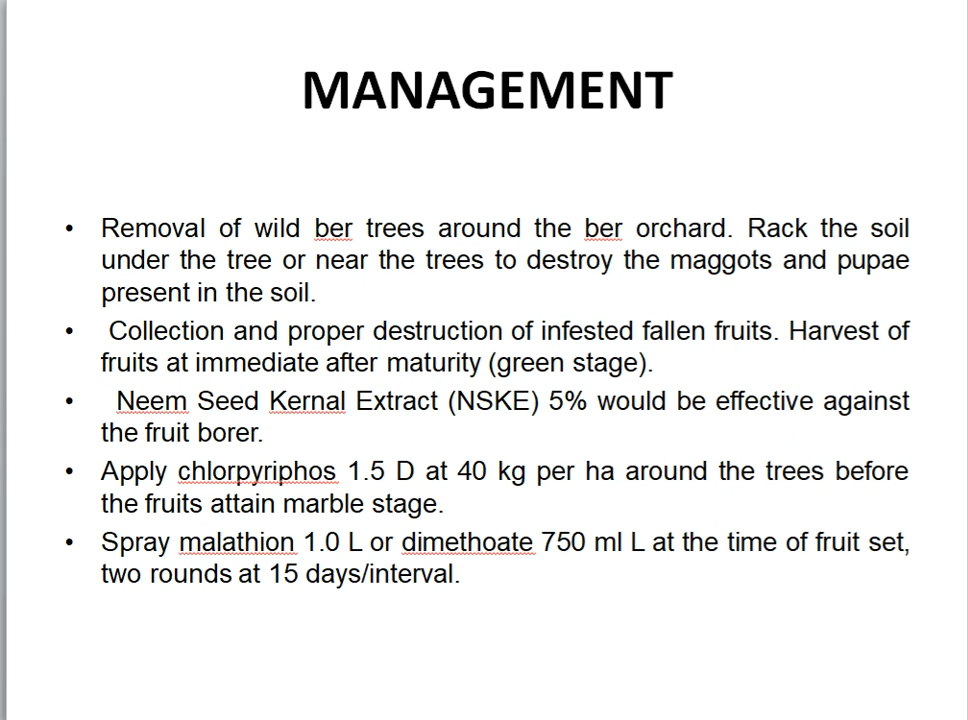 MANAGEMENT
• Removal of wild ber trees around the ber orchard. Rack the soil
under the tree or near the trees to destroy the maggots and pupae
present in the soil.
• Collection and proper destruction of infested fallen fruits. Harvest of
fruits at immediate after maturity (green stage).
• Neem Seed Kernal Extract (NSKE) 5% would be effective against
the fruit borer.
• Apply chlorpyriphos 1.5 D at 40 kg per ha around the trees before
the fruits attain marble stage.
• Spray malathion 1.0 L or dimethoate 750 ml L at the time of fruit set,
two rounds at 15 days/interval.